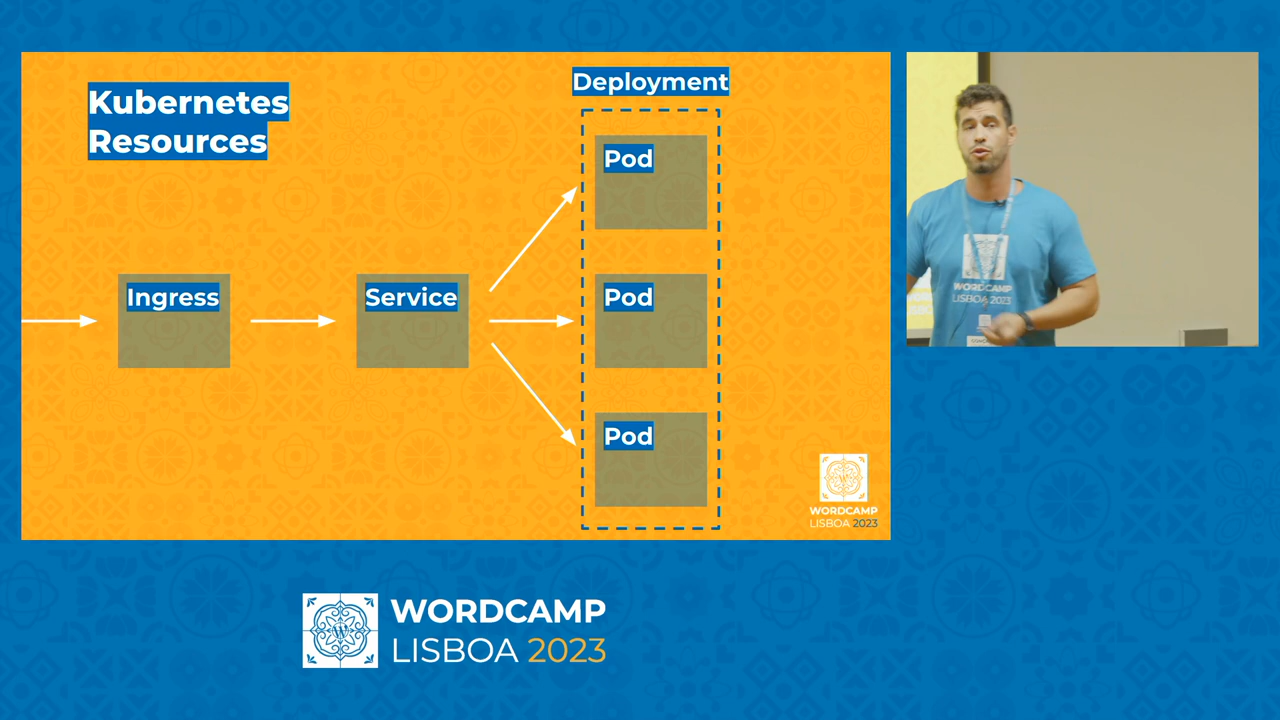 Kubernetes
Resources
Deployment
Pod
Ingress
Service
Pod
Pod
WORDCAMP
LISBOA 2023
WORDCAMP
LISBOA 2023
WORDCAMP
LISBOA 2023